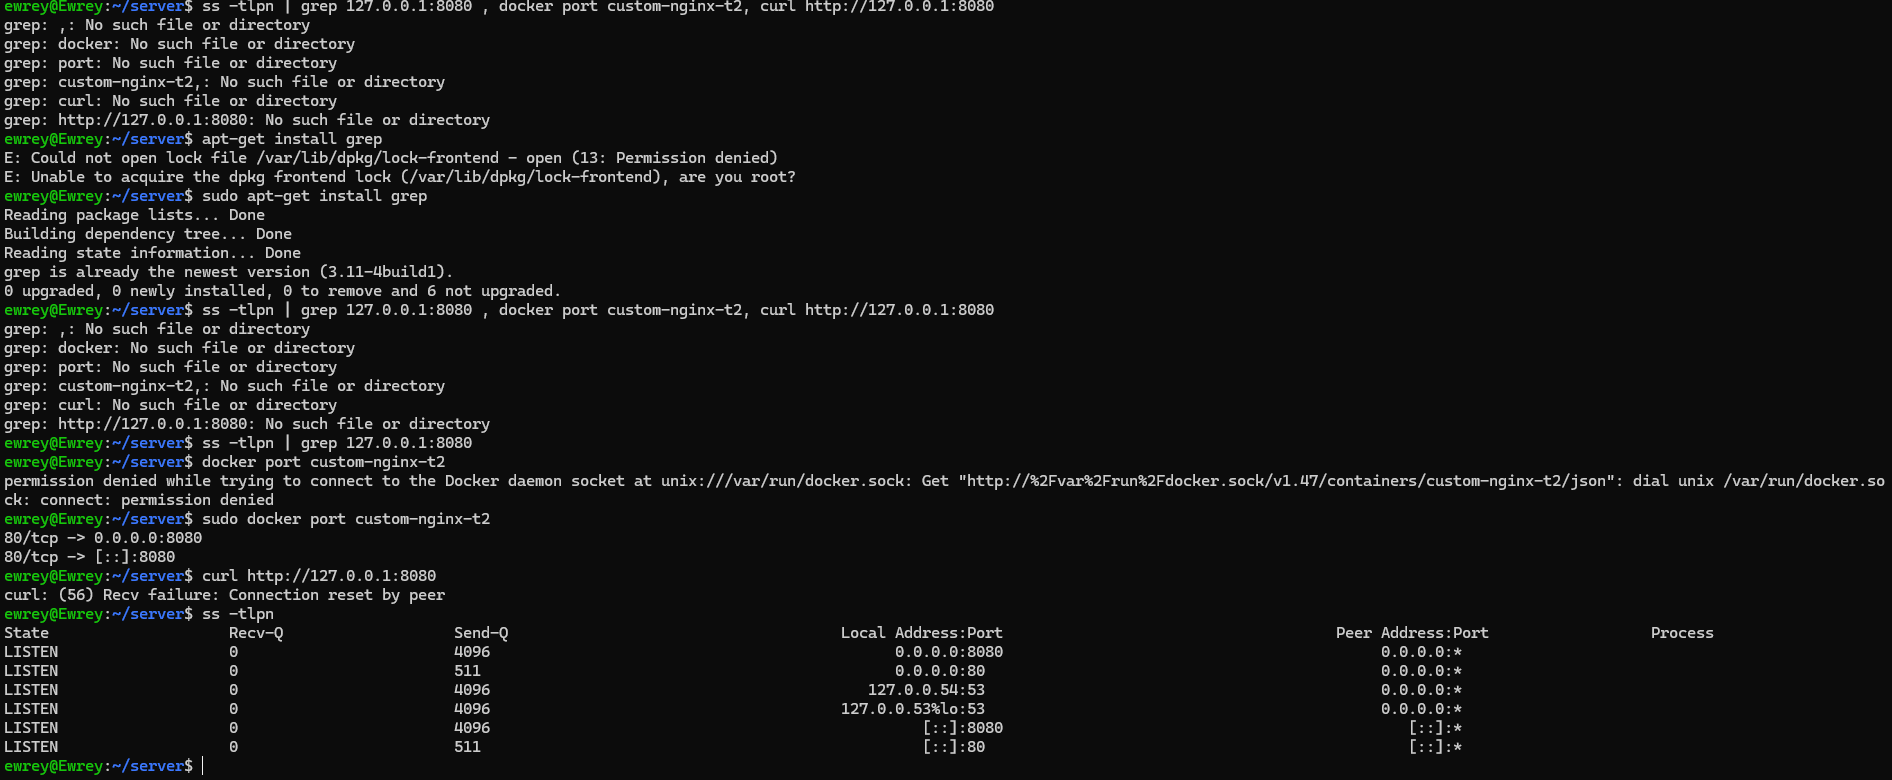 ewrey@Ewrey:~/server$ ss -tlpn | grep 127.0.0.1:8080 , docker port custom-nginx-t2, curl http://127.0.0.1:8080
grep: ,: No such file or directory
grep: docker: No such file or directory
grep: port: No such file or directory
grep: custom-nginx-t2,: No such file or directory
grep: curl: No such file or directory
grep: http://127.0.0.1:8080: No such file or directory
ewrey@Ewrey:~/server$ apt-get install grep
E: Could not open lock file /var/lib/dpkg/lock-frontend - open (13: Permission denied)
E: Unable to acquire the dpkg frontend lock (/var/lib/dpkg/lock-frontend), are you root?
ewrey@Ewrey:~/server$ sudo apt-get install grep
Reading package lists... Done
Building dependency tree... Done
Reading state information... Done
grep is already the newest version (3.11-4build1).
0 upgraded, 0 newly installed, 0 to remove and 6 not upgraded.
ewrey@Ewrey:~/server$ ss -tlpn | grep 127.0.0.1:8080 , docker port custom-nginx-t2, curl http://127.0.0.1:8080
grep: ,: No such file or directory
grep: docker: No such file or directory
grep: port: No such file or directory
grep: custom-nginx-t2,: No such file or directory
grep: curl: No such file or directory
grep: http://127.0.0.1:8080: No such file or directory
ewrey@Ewrey:~/server$ ss -tlpn | grep 127.0.0.1:8080
ewrey@Ewrey:~/server$ docker port custom-nginx-t2
permission denied while trying to connect to the Docker daemon socket at unix:///var/run/docker.sock: Get "http://%2Fvar%2Frun%2Fdocker.sock/v1.47/containers/custom-nginx-t2/json": dial unix /var/run/docker.so
ck: connect: permission denied
ewrey@Ewrey:~/server$ sudo docker port custom-nginx-t2
80/tcp -> 0.0.0.0:8080
80/tcp -> [::]:8080
ewrey@Ewrey:~/server$ curl http://127.0.0.1:8080
curl: (56) Recv failure: Connection reset by peer
ewrey@Ewrey:~/server$ ss -tlpn
State Recv-Q Send-Q Local Address:Port Peer Address:Port Process
LISTEN 0 4096 0.0.0.0:8080 0.0.0.0:*
LISTEN 0 511 0.0.0.0:80 0.0.0.0:*
LISTEN 0 4096 127.0.0.54:53 0.0.0.0:*
LISTEN 0 4096 127.0.0.53%lo:53 0.0.0.0:*
LISTEN 0 4096 [::]:8080 [::]:*
LISTEN 0 511 [::]:80 [::]:*
ewrey@Ewrey:~/server$